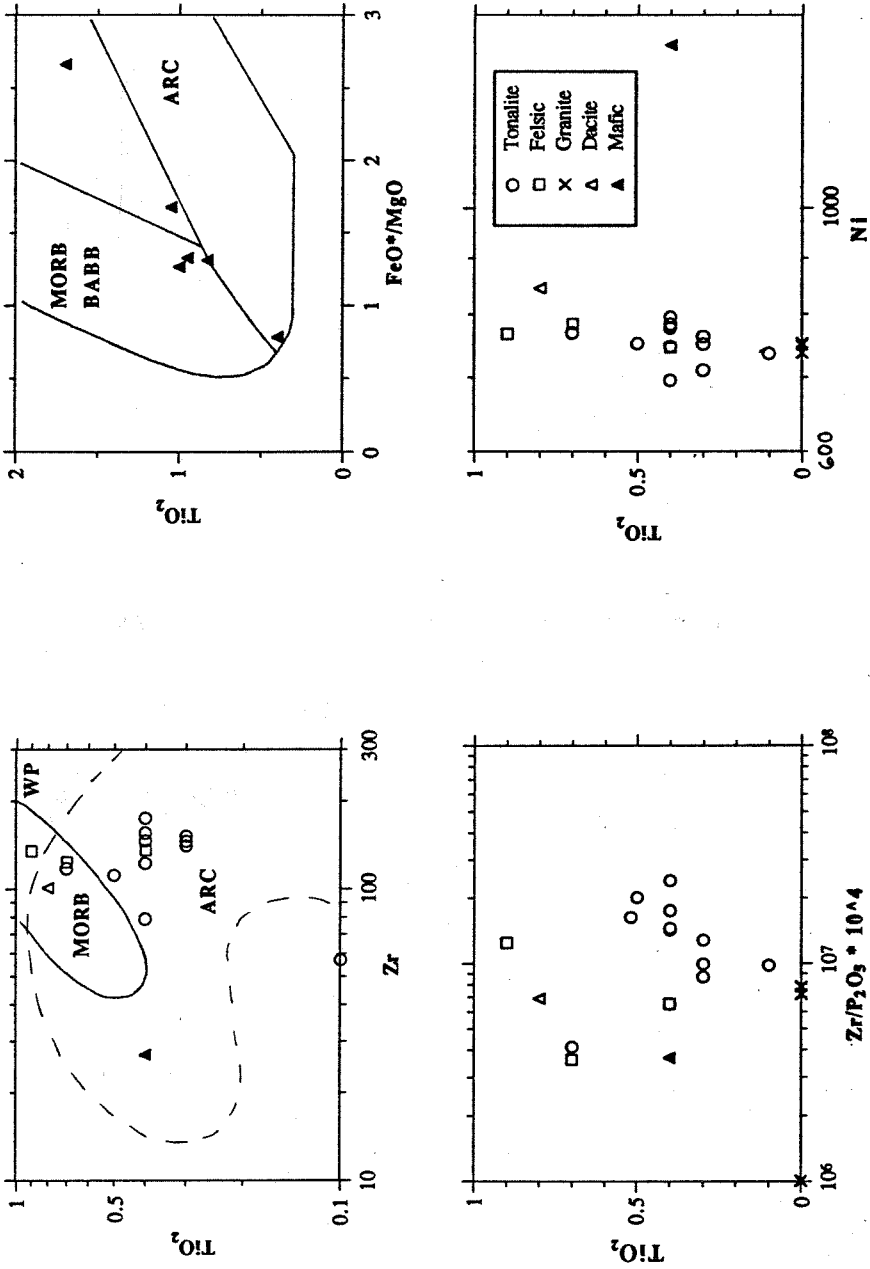 2
1
0
TiO2
MORB
BABB
ARC
0
1
2
3
FeO*/MgO
1
0.5
0.1
TiO2
WP
MORB
ARC
10
100
300
Zr
1
0.5
0
TiO2
○ Tonalite
□ Felsic
× Granite
△ Dacite
▲ Mafic
600
1000
Ni
1
0.5
0
TiO2
10^6
10^7
10^8
Zr/P2O5 * 10^4